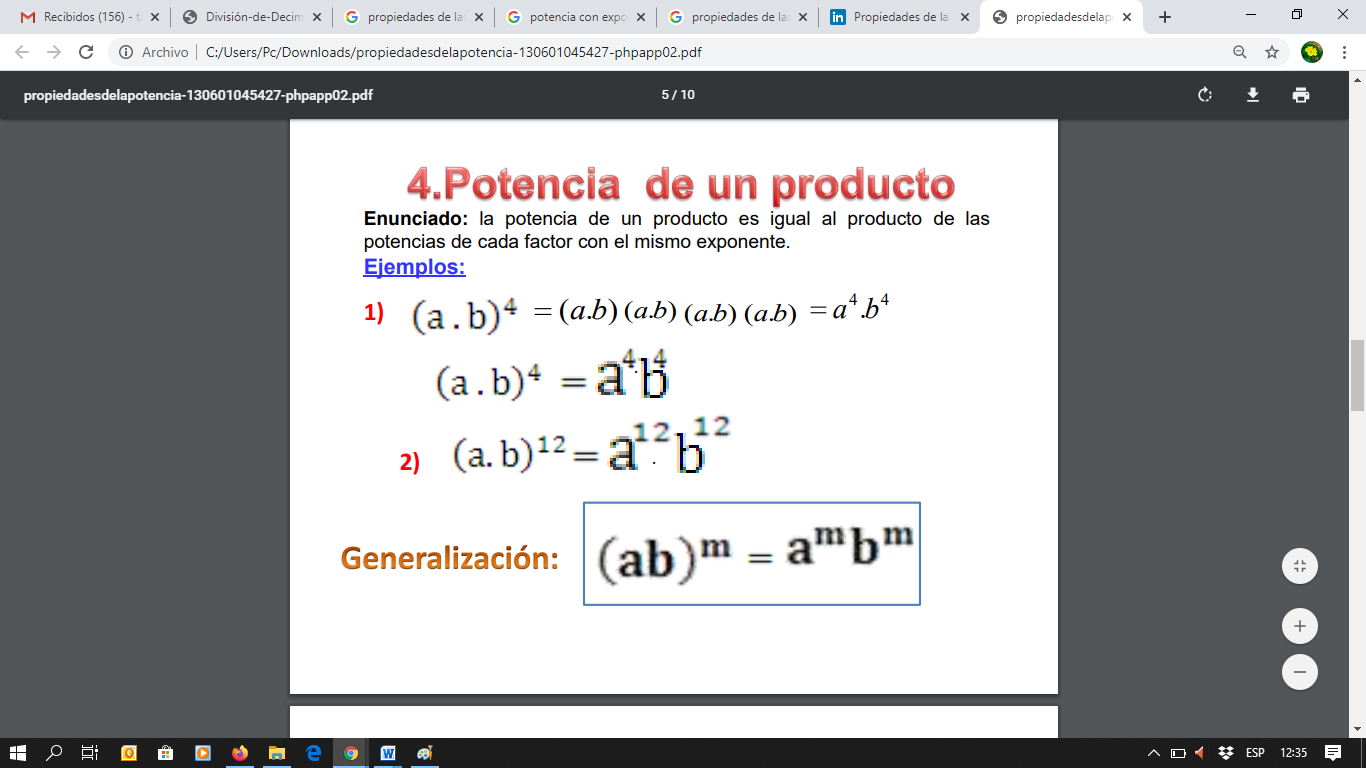 Recibidos (156) - t
División-de-Decim
propiedades de la
potencia con expo
propiedades de la
Propiedades de la
propiedadesdelap
Archivo
C:/Users/Pc/Downloads/propiedadesdelapotencia-130601045427-phpapp02.pdf
propiedadesdelapotencia-130601045427-phpapp02.pdf
5 / 10
4.Potencia de un producto
Enunciado: la potencia de un producto es igual al producto de las
potencias de cada factor con el mismo exponente.
Ejemplos:
1) (a . b)⁴ = (a.b) (a.b) (a.b) (a.b) = a⁴.b⁴
(a . b)⁴ = a⁴.b⁴
2) (a. b)¹² = a¹² . b¹²
Generalización: (ab)ᵐ = aᵐbᵐ
ESP
12:35